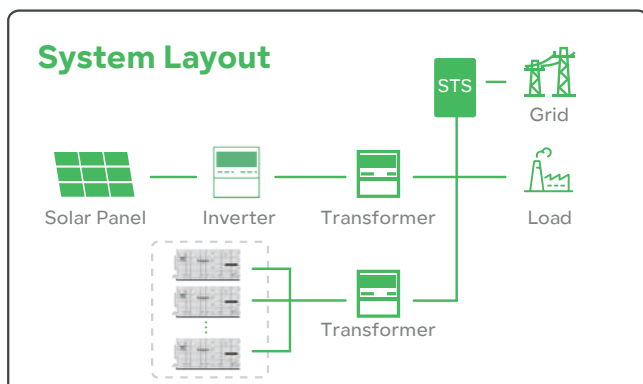 System Layout
STS
Grid
Solar Panel
Inverter
Transformer
Load
Transformer